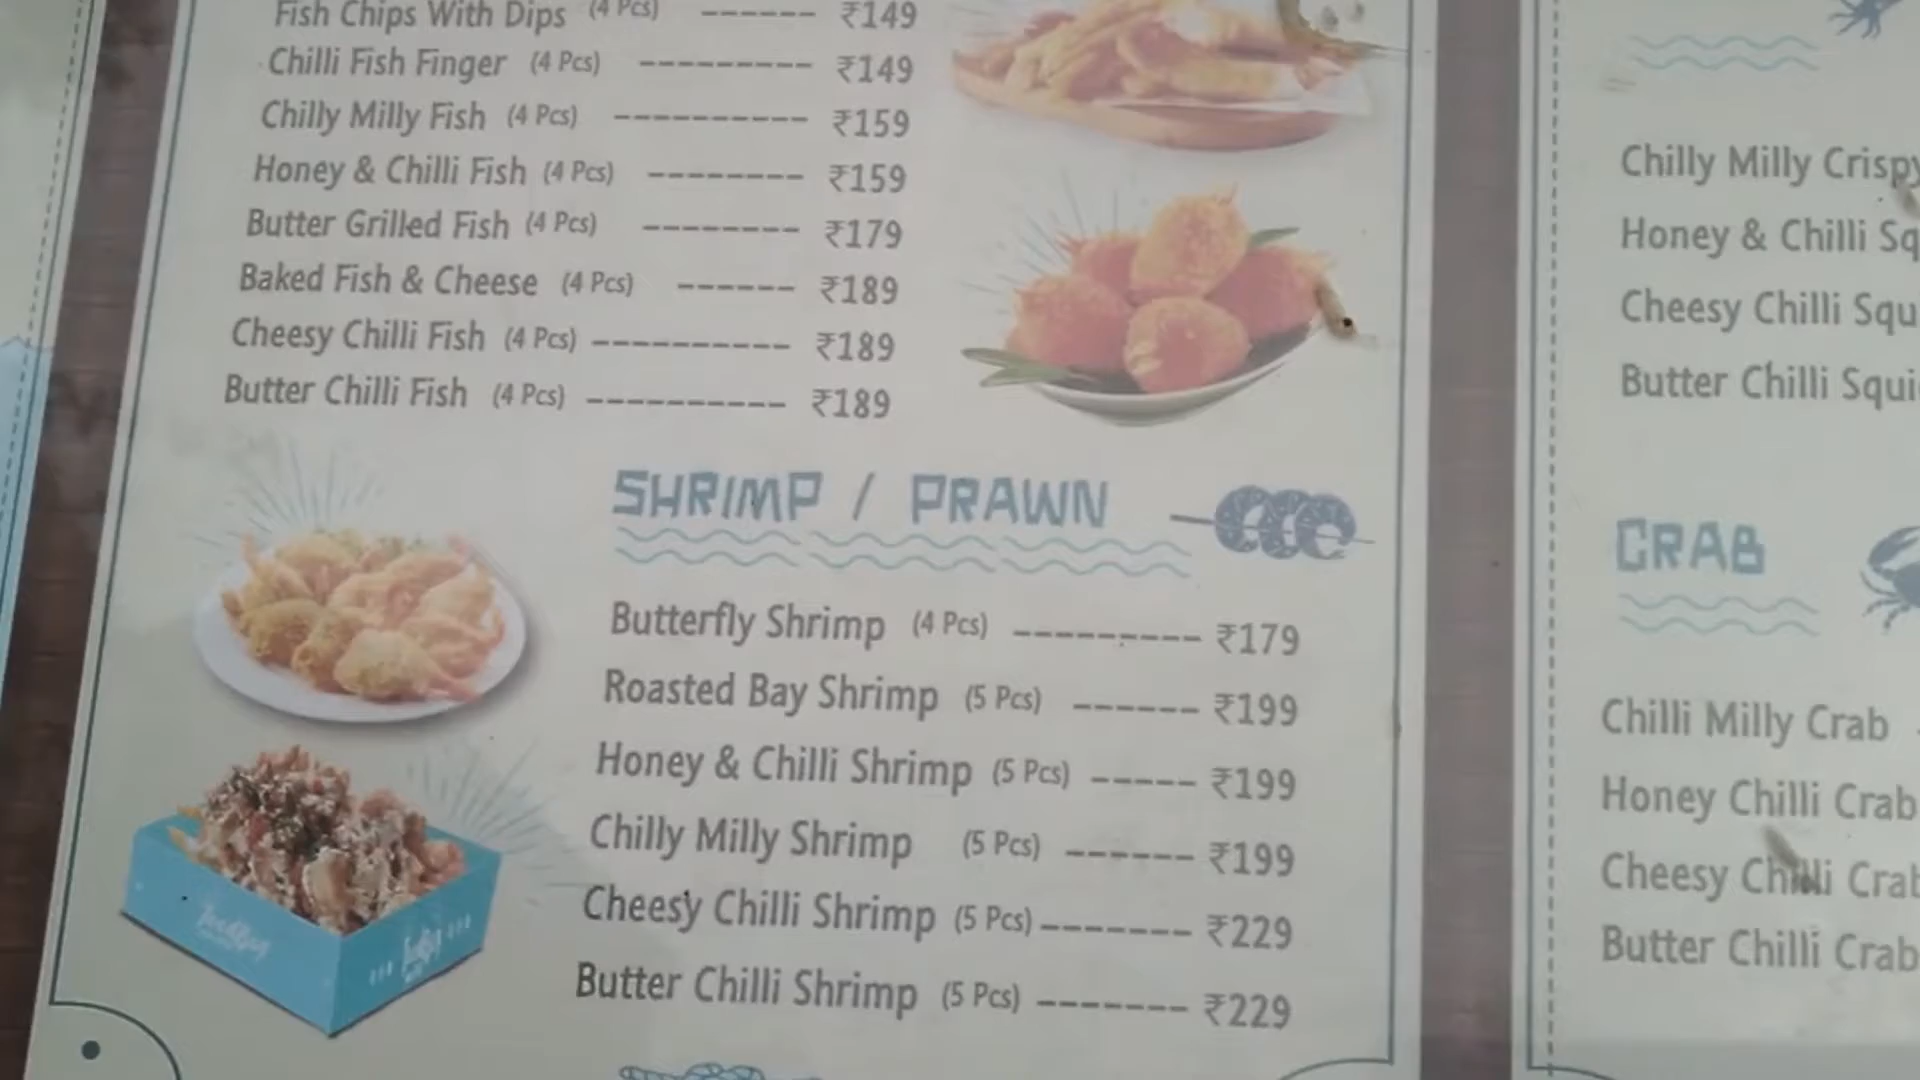 Fish Chips With Dips (4 Pcs) ------ ₹149
Chilli Fish Finger (4 Pcs) --------- ₹149
Chilly Milly Fish (4 Pcs) ---------- ₹159
Honey & Chilli Fish (4 Pcs) -------- ₹159
Butter Grilled Fish (4 Pcs) -------- ₹179
Baked Fish & Cheese (4 Pcs) ------ ₹189
Cheesy Chilli Fish (4 Pcs) ---------- ₹189
Butter Chilli Fish (4 Pcs) ---------- ₹189
SHRIMP / PRAWN
Butterfly Shrimp (4 Pcs) --------- ₹179
Roasted Bay Shrimp (5 Pcs) ------ ₹199
Honey & Chilli Shrimp (5 Pcs) ----- ₹199
Chilly Milly Shrimp (5 Pcs) ------ ₹199
Cheesy Chilli Shrimp (5 Pcs) ------- ₹229
Butter Chilli Shrimp (5 Pcs) ------- ₹229
Chilly Milly Crispy
Honey & Chilli Sq
Cheesy Chilli Squ
Butter Chilli Squi
CRAB
Chilli Milly Crab
Honey Chilli Crab
Cheesy Chilli Crab
Butter Chilli Crab